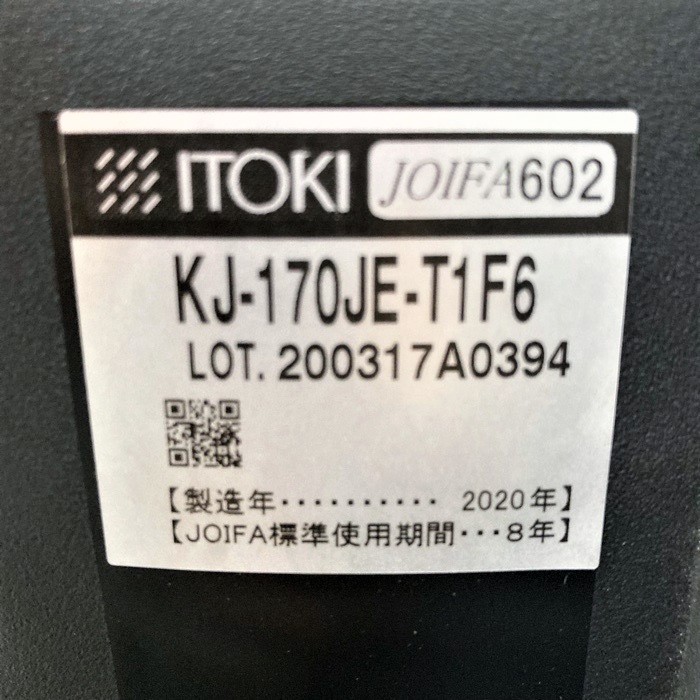 ITOKI JOIFA602
KJ-170JE-T1F6
LOT. 200317A0394
【製造年・・・・・・・・・・ 2020年】
【JOIFA標準使用期間・・・8年】